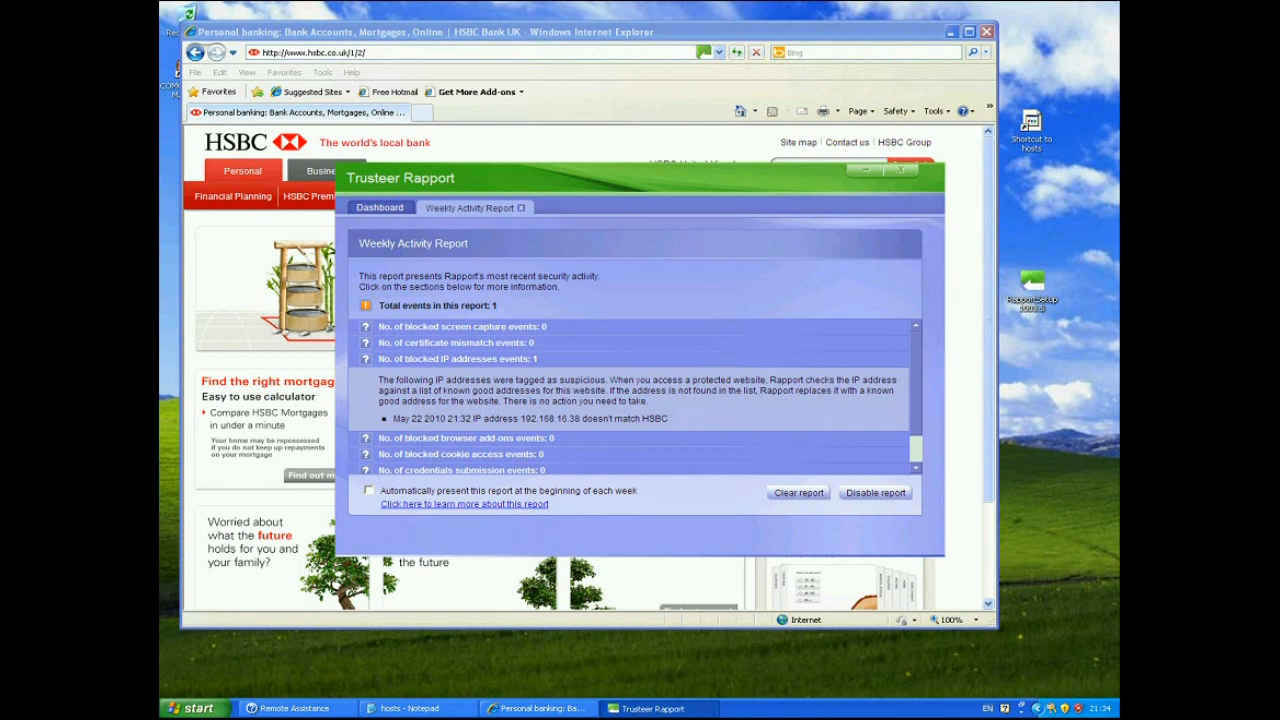 Personal banking: Bank Accounts, Mortgages, Online | HSBC Bank UK - Windows Internet Explorer
http://www.hsbc.co.uk/1/2/
Bing
File Edit View Favorites Tools Help
Favorites Suggested Sites Free Hotmail Get More Add-ons
Personal banking: Bank Accounts, Mortgages, Online ...
Page Safety Tools
HSBC The world's local bank
Site map Contact us HSBC Group
Personal
Financial Planning HSBC Prem
Trusteer Rapport
Dashboard Weekly Activity Report
Weekly Activity Report
This report presents Rapport's most recent security activity.
Click on the sections below for more information.
Total events in this report: 1
No. of blocked screen capture events: 0
No. of certificate mismatch events: 0
No. of blocked IP addresses events: 1
The following IP addresses were tagged as suspicious. When you access a protected website, Rapport checks the IP address
against a list of known good addresses for this website. If the address is not found in the list, Rapport replaces it with a known
good address for the website. There is no action you need to take.
May 22 2010 21:32 IP address 192.168.16.38 doesn't match HSBC
No. of blocked browser add-ons events: 0
No. of blocked cookie access events: 0
No. of credentials submission events: 0
Automatically present this report at the beginning of each week
Click here to learn more about this report
Clear report Disable report
Find the right mortgag
Easy to use calculator
Compare HSBC Mortgages
in under a minute
Your home may be repossessed
if you do not keep up repayments
on your mortgage
Find out m
Worried about
what the future
holds for you and
your family?
the future
Internet
100%
Shortcut to
hosts
start
Remote Assistance
hosts - Notepad
Personal banking: Ba...
Trusteer Rapport
EN
21:34